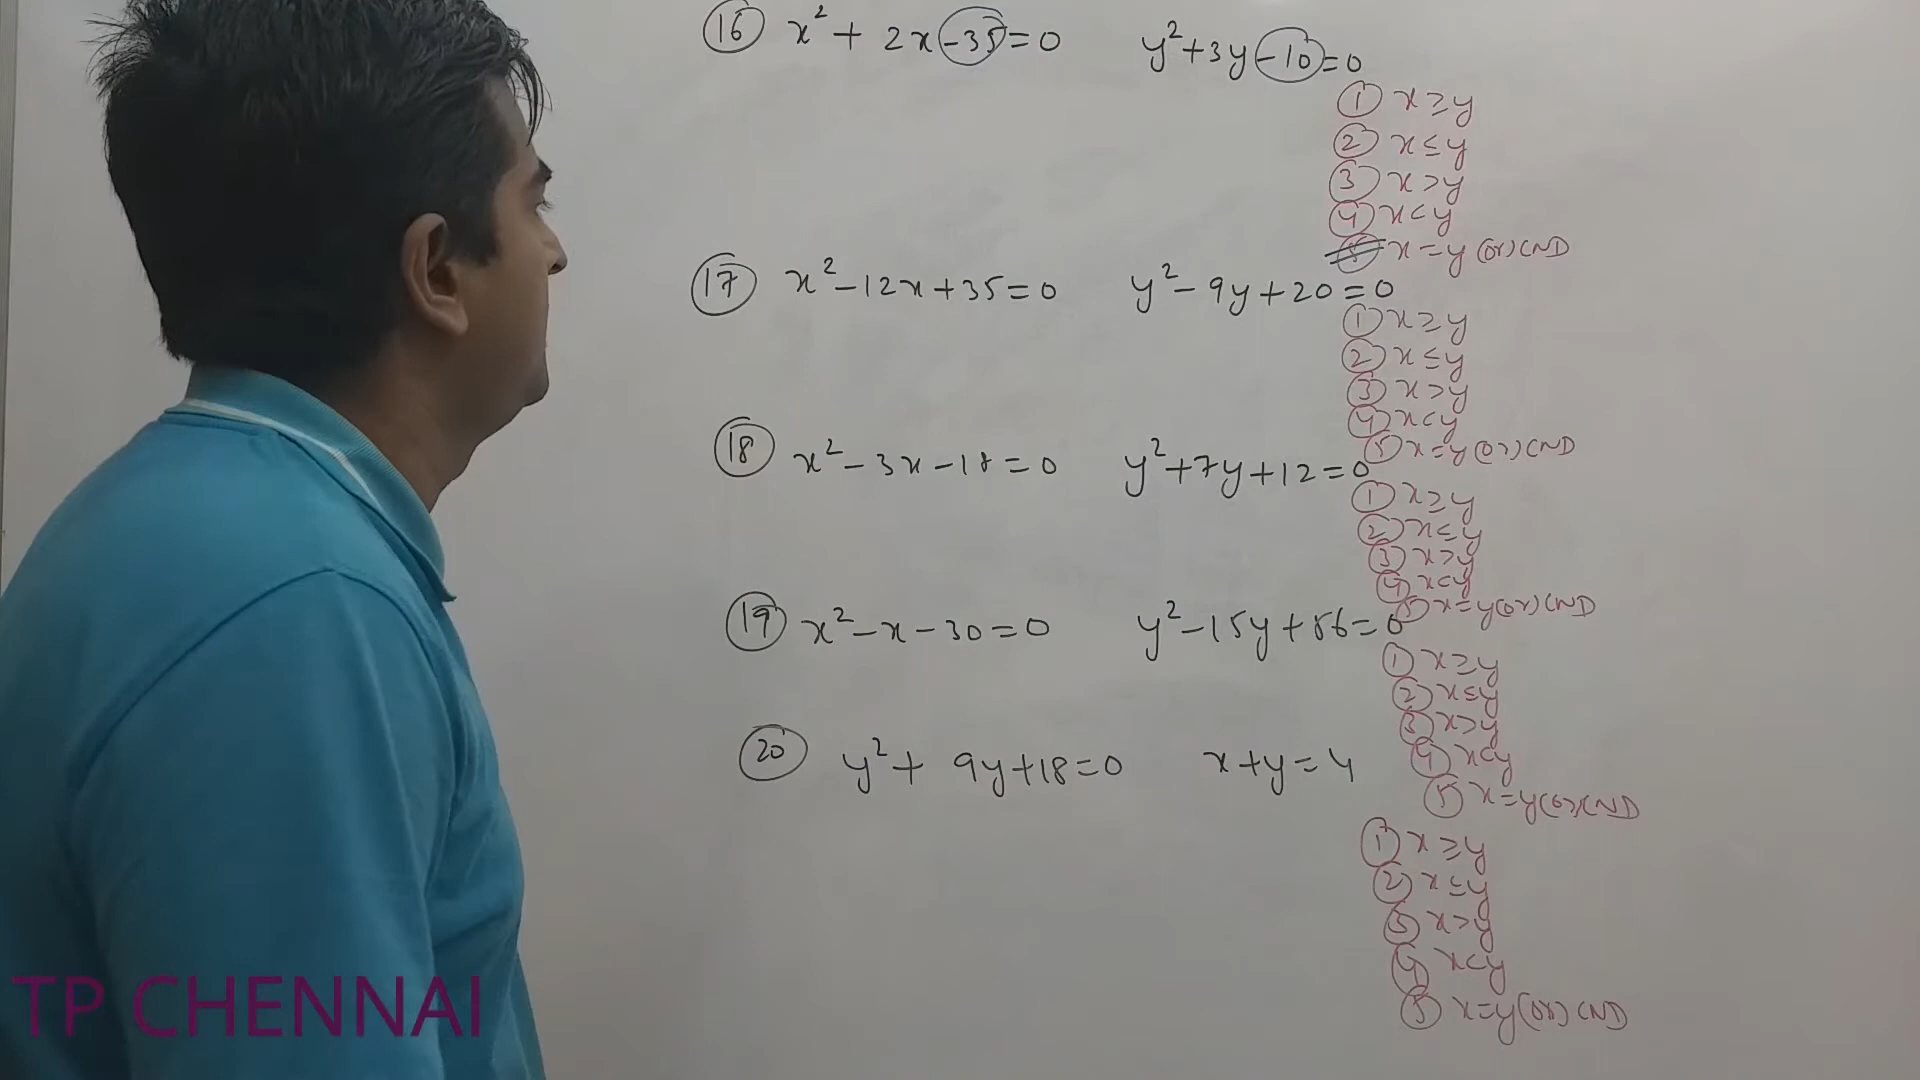 16 x² + 2x - 35 = 0 y² + 3y - 10 = 0
1 x ≥ y
2 x ≤ y
3 x > y
4 x < y
5 x = y (or) CND
17 x² - 12x + 35 = 0 y² - 9y + 20 = 0
1 x ≥ y
2 x ≤ y
3 x > y
4 x < y
5 x = y (or) CND
18 x² - 3x - 18 = 0 y² + 7y + 12 = 0
1 x ≥ y
2 x ≤ y
3 x > y
4 x < y
5 x = y (or) CND
19 x² - x - 30 = 0 y² - 15y + 56 = 0
1 x ≥ y
2 x ≤ y
3 x > y
4 x < y
5 x = y (or) CND
20 y² + 9y + 18 = 0 x + y = 4
1 x ≥ y
2 x ≤ y
3 x > y
4 x < y
5 x = y (or) CND
TP CHENNAI